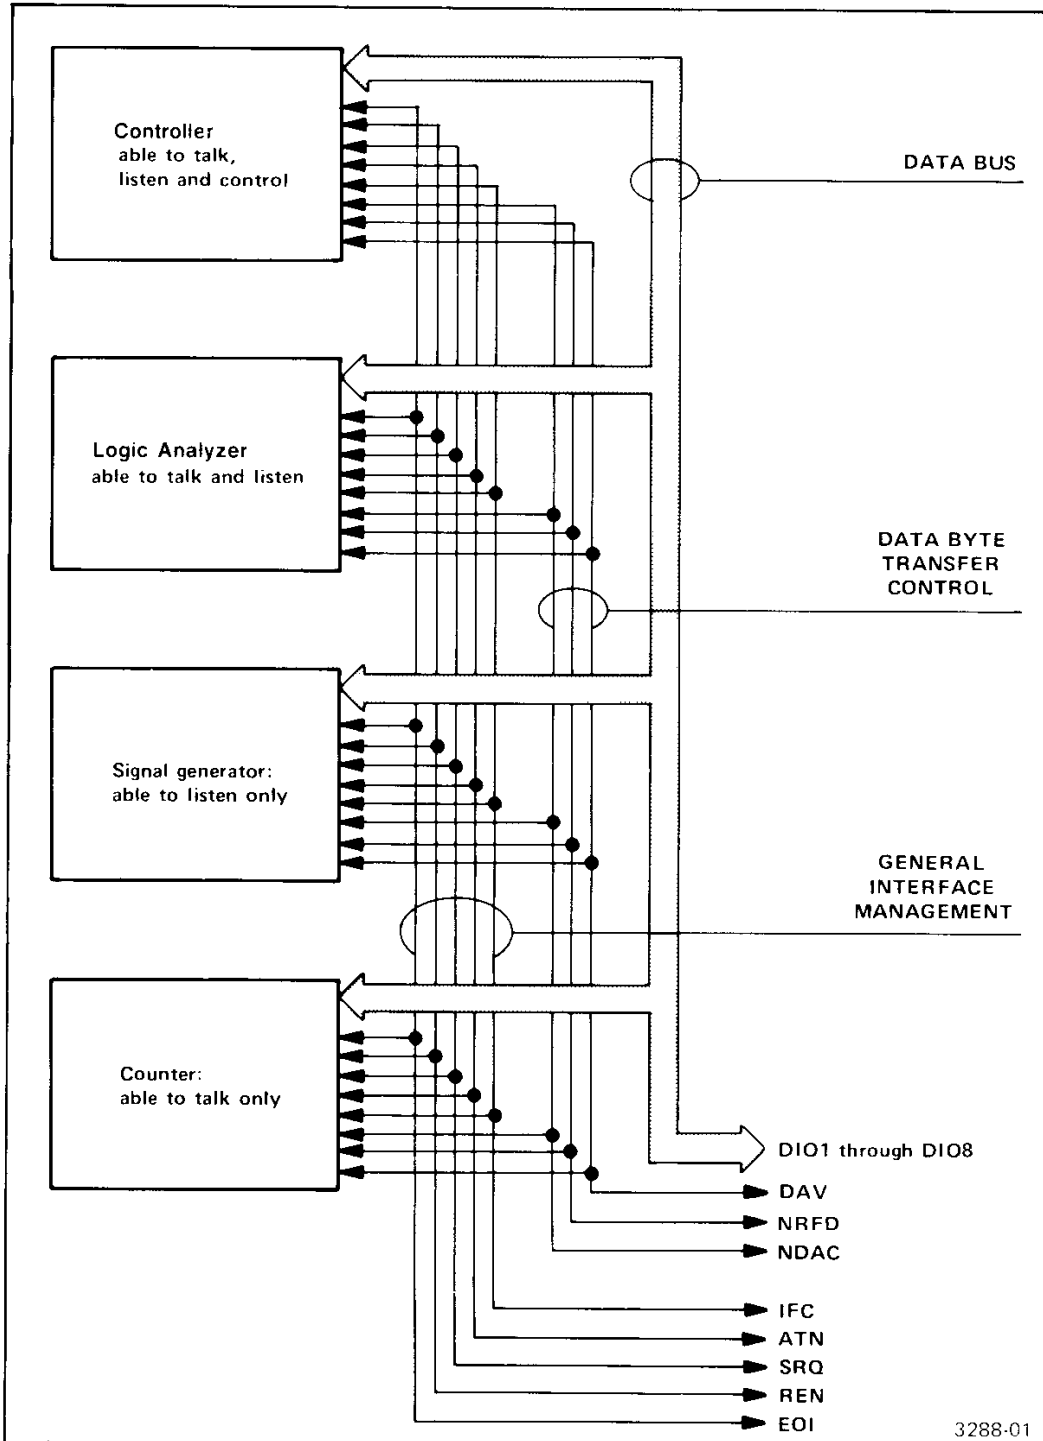 Controller
able to talk,
listen and control
DATA BUS
Logic Analyzer
able to talk and listen
DATA BYTE
TRANSFER
CONTROL
Signal generator:
able to listen only
GENERAL
INTERFACE
MANAGEMENT
Counter:
able to talk only
DIO1 through DIO8
DAV
NRFD
NDAC
IFC
ATN
SRQ
REN
EOI
3288-01